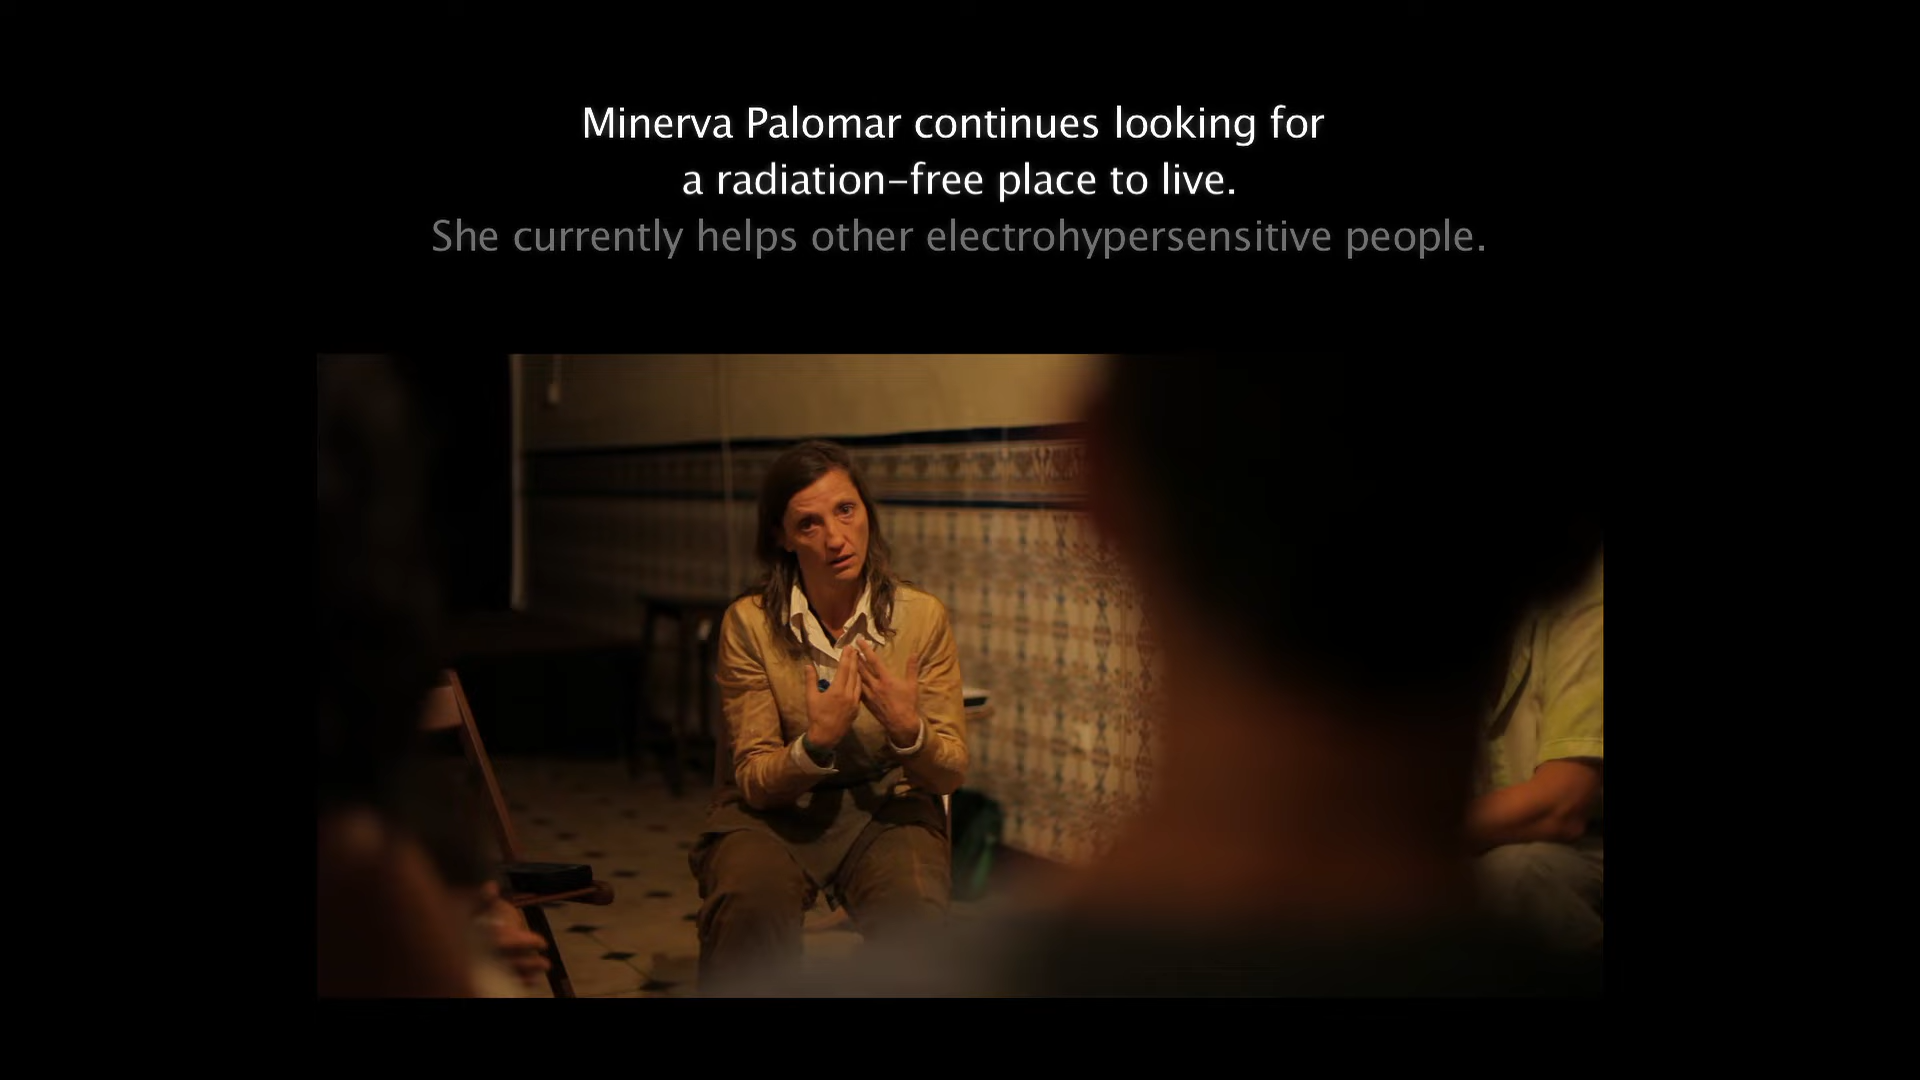 Minerva Palomar continues looking for
a radiation-free place to live.
She currently helps other electrohypersensitive people.